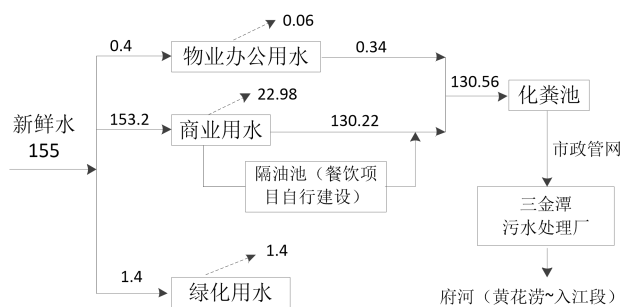 0.06
0.4
物业办公用水
0.34
22.98
130.56
化粪池
新鲜水
155
153.2
商业用水
130.22
市政管网
隔油池（餐饮项
目自行建设）
三金潭
污水处理厂
1.4
1.4
绿化用水
府河（黄花涝~入江段）